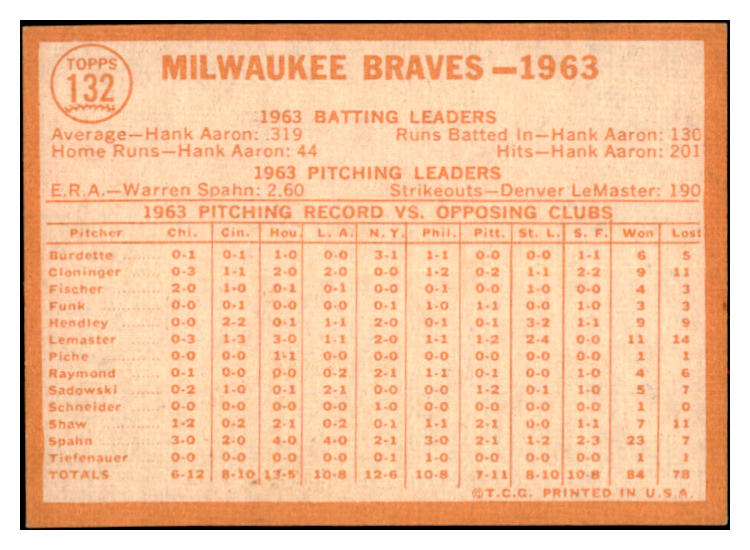 TOPPS
132
MILWAUKEE BRAVES—1963
1963 BATTING LEADERS
Average—Hank Aaron: .319 Runs Batted In—Hank Aaron: 130
Home Runs—Hank Aaron: 44 Hits—Hank Aaron: 201
1963 PITCHING LEADERS
E.R.A.—Warren Spahn: 2.60 Strikeouts—Denver LeMaster: 190
1963 PITCHING RECORD VS. OPPOSING CLUBS
Pitcher Chi. Cin. Hou. L. A. N. Y. Phil. Pitt. St. L. S. F. Won Lost
Burdette 0-1 0-1 1-0 0-0 3-1 1-1 0-0 0-0 1-1 6 5
Cloninger 0-3 1-1 2-0 2-0 0-0 1-2 0-2 1-1 2-2 9 11
Fischer 2-0 1-0 0-1 0-1 0-0 0-1 0-0 1-0 0-0 4 3
Funk 0-0 0-1 0-0 0-0 0-1 1-0 1-1 0-0 1-0 3 3
Hendley 0-0 2-2 0-1 1-1 2-0 0-1 0-1 3-2 1-1 9 9
Lemaster 0-3 1-3 3-0 1-1 2-0 1-1 1-2 2-4 0-0 11 14
Piche 0-0 0-0 1-1 0-0 0-0 0-0 0-0 0-0 0-0 1 1
Raymond 0-1 0-0 0-0 0-2 2-1 1-1 0-1 0-0 1-0 4 6
Sadowski 0-2 1-0 0-1 2-1 0-0 0-0 1-2 0-1 1-0 5 7
Schneider 0-0 0-0 0-0 0-0 1-0 0-0 0-0 0-0 0-0 1 0
Shaw 1-2 0-2 2-1 0-2 0-2 2-1 2-1 0-0 1-1 7 11
Spahn 3-0 2-0 4-0 4-0 2-1 3-0 2-1 1-2 2-3 23 7
Tiefenauer 0-0 0-0 0-0 0-0 0-1 1-0 0-0 0-0 0-0 1 1
TOTALS 6-12 8-10 13-5 10-8 12-6 10-8 7-11 8-10 10-8 84 78
©T.C.G. PRINTED IN U.S.A.